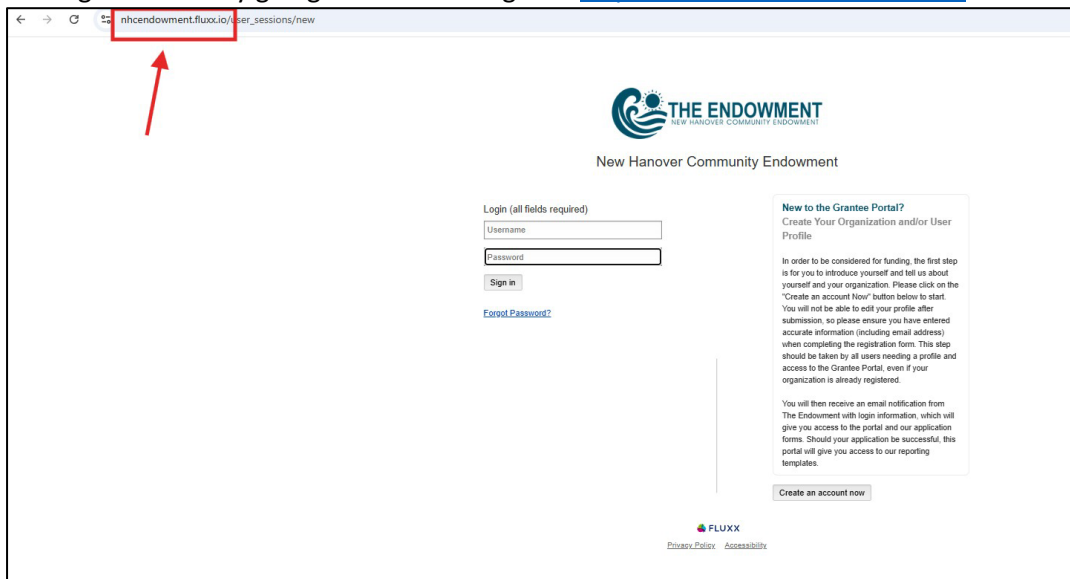 nhcendowment.fluxx.io/user_sessions/new
THE ENDOWMENT
NEW HANOVER COMMUNITY ENDOWMENT
New Hanover Community Endowment
Login (all fields required)
Username
Password
Sign in
Forgot Password?
New to the Grantee Portal?
Create Your Organization and/or User
Profile
In order to be considered for funding, the first step
is for you to introduce yourself and tell us about
yourself and your organization. Please click on the
"Create an account Now" button below to start.
You will not be able to edit your profile after
submission, so please ensure you have entered
accurate information (including email address)
when completing the registration form. This step
should be taken by all users needing a profile and
access to the Grantee Portal, even if your
organization is already registered.
You will then receive an email notification from
The Endowment with login information, which will
give you access to the portal and our application
forms. Should your application be successful, this
portal will give you access to our reporting
templates.
Create an account now
FLUXX
Privacy Policy Accessibility